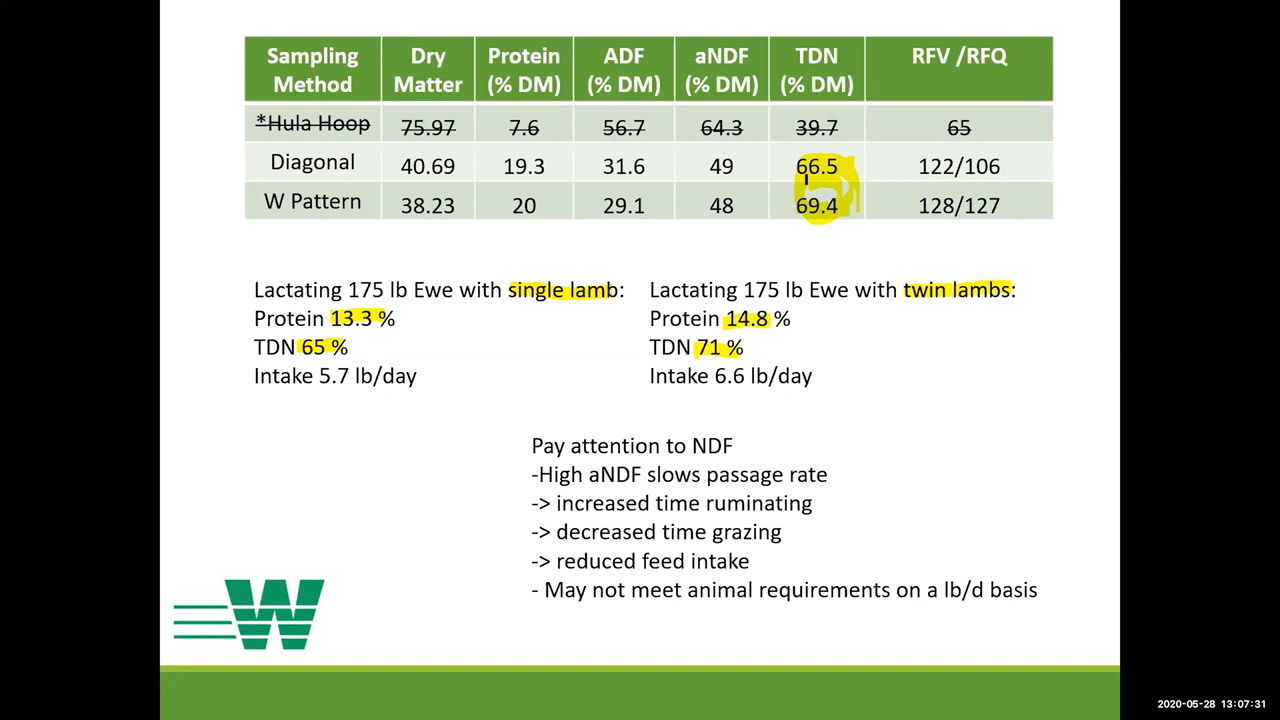 Sampling Method Dry Matter Protein (% DM) ADF (% DM) aNDF (% DM) TDN (% DM) RFV /RFQ
*Hula Hoop 75.97 7.6 56.7 64.3 39.7 65
Diagonal 40.69 19.3 31.6 49 66.5 122/106
W Pattern 38.23 20 29.1 48 69.4 128/127
Lactating 175 lb Ewe with single lamb:
Protein 13.3 %
TDN 65 %
Intake 5.7 lb/day
Lactating 175 lb Ewe with twin lambs:
Protein 14.8 %
TDN 71 %
Intake 6.6 lb/day
Pay attention to NDF
-High aNDF slows passage rate
-> increased time ruminating
-> decreased time grazing
-> reduced feed intake
- May not meet animal requirements on a lb/d basis
W
2020-05-28 13:07:31